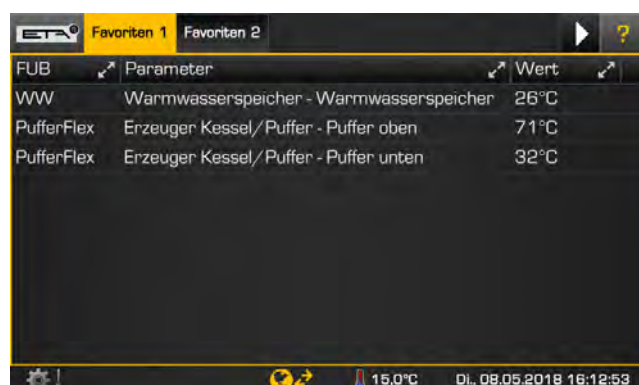 ETA Favoriten 1 Favoriten 2 ?
FUB Parameter Wert
WW Warmwasserspeicher - Warmwasserspeicher 26°C
PufferFlex Erzeuger Kessel/Puffer - Puffer oben 71°C
PufferFlex Erzeuger Kessel/Puffer - Puffer unten 32°C
! 15,0°C Di., 08.05.2018 16:12:53